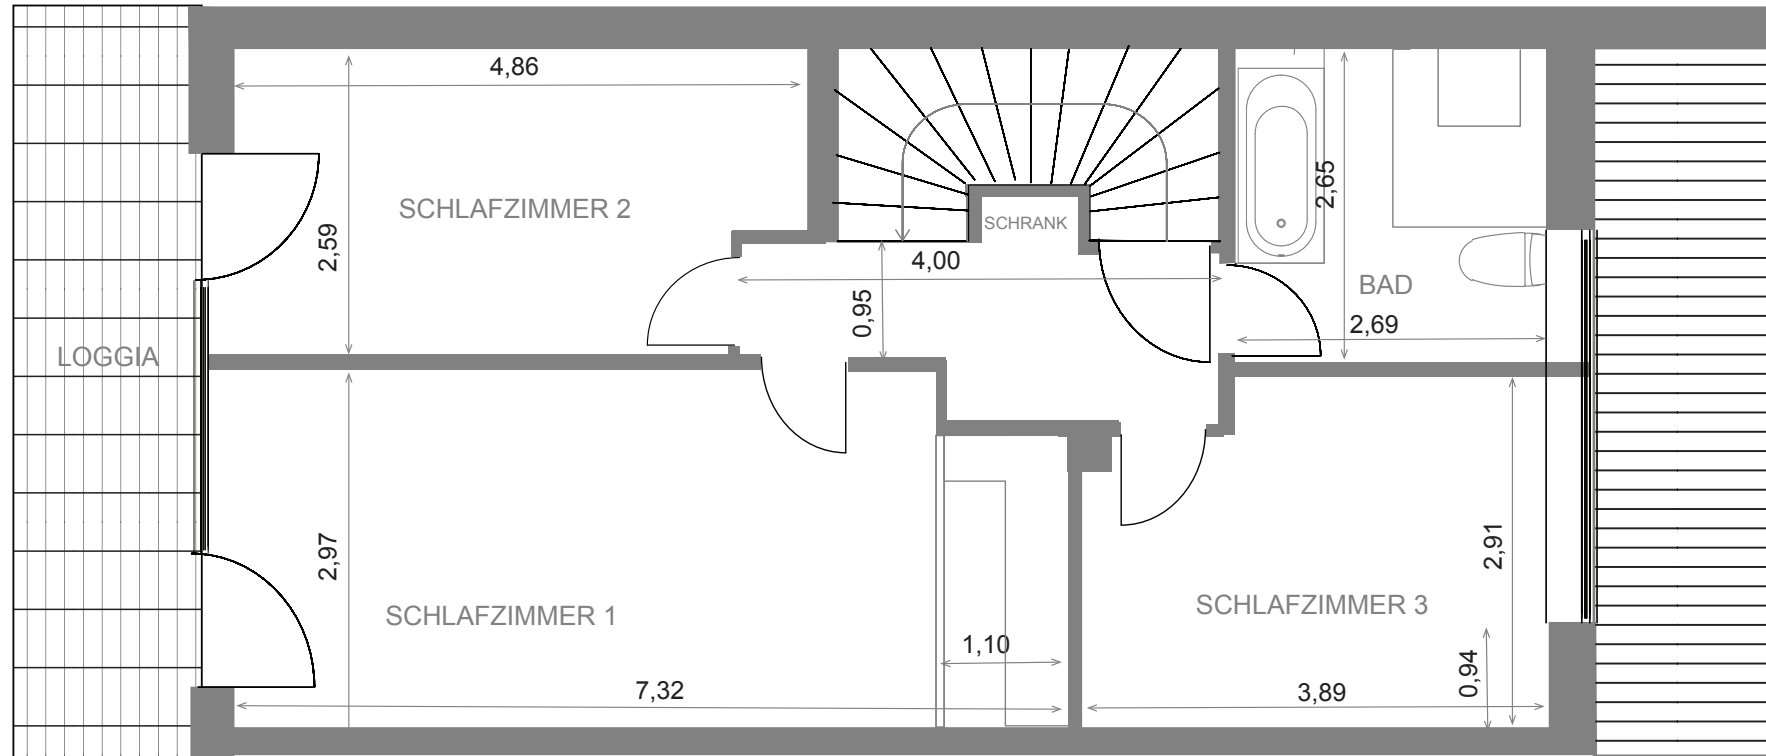 4,86
SCHLAFZIMMER 2
2,59
SCHRANK
4,00
0,95
2,65
BAD
2,69
LOGGIA
2,97
SCHLAFZIMMER 1
1,10
7,32
2,91
SCHLAFZIMMER 3
0,94
3,89